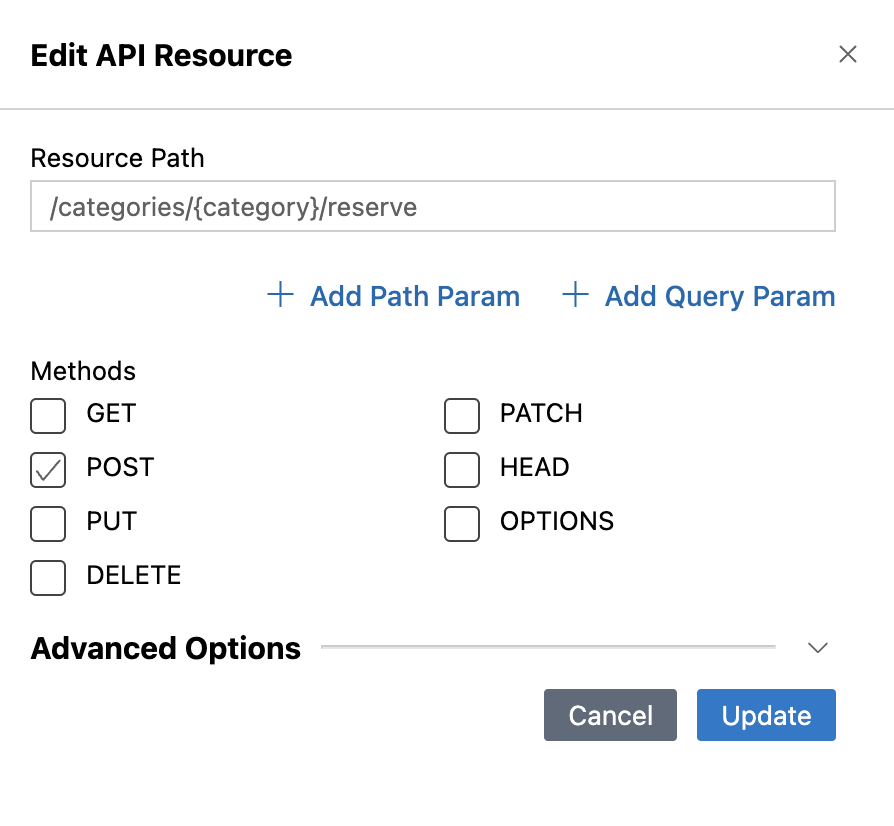 Edit API Resource
Resource Path
/categories/{category}/reserve
Add Path Param
Add Query Param
Methods
GET
PATCH
POST
HEAD
PUT
OPTIONS
DELETE
Advanced Options
Cancel
Update